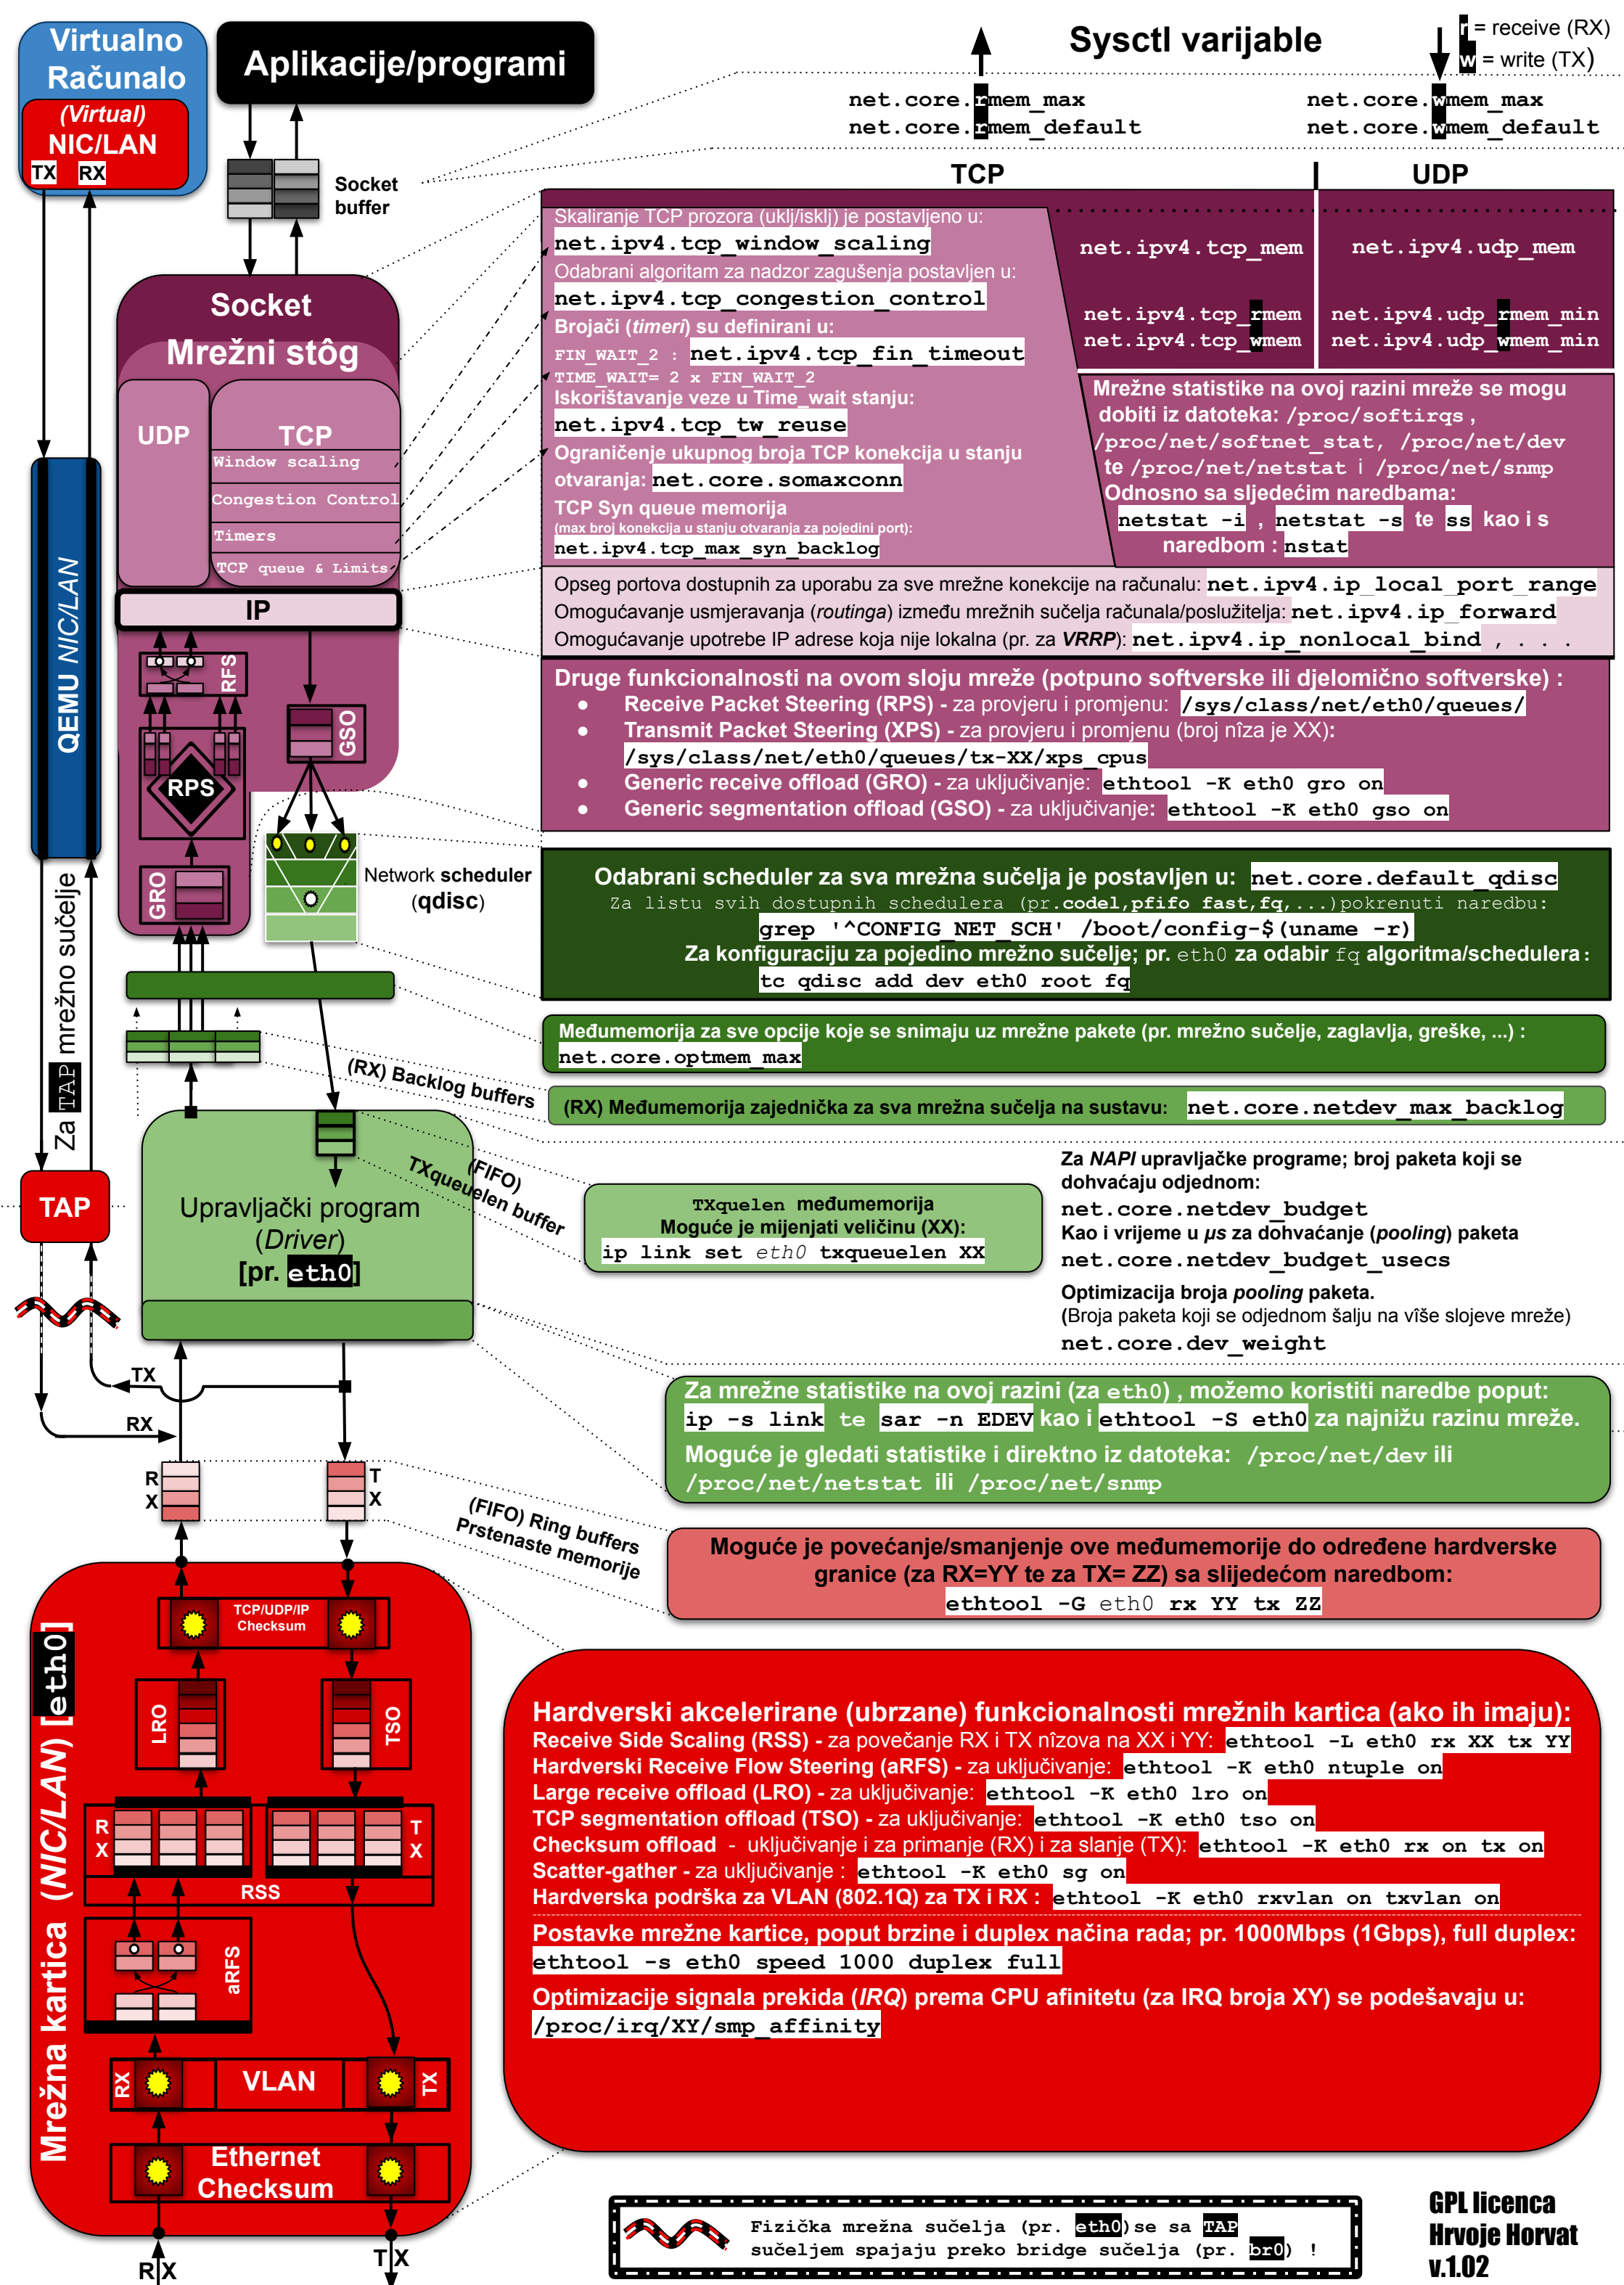 Virtualno
Računalo
(Virtual)
NIC/LAN
TX RX
Aplikacije/programi
Socket
buffer
Sysctl varijable
r = receive (RX)
w = write (TX)
net.core.rmem_max
net.core.rmem_default
net.core.wmem_max
net.core.wmem_default
TCP | UDP
Socket
Mrežni stôg
UDP
TCP
Window scaling
Congestion Control
Timers
TCP queue & Limits
IP
RFS
RPS
GRO
GSO
Skaliranje TCP prozora (uklj/isklj) je postavljeno u:
net.ipv4.tcp_window_scaling
Odabrani algoritam za nadzor zagušenja postavljen u:
net.ipv4.tcp_congestion_control
Brojači (timeri) su definirani u:
FIN_WAIT_2 : net.ipv4.tcp_fin_timeout
TIME_WAIT= 2 x FIN_WAIT_2
Iskorištavanje veze u Time_wait stanju:
net.ipv4.tcp_tw_reuse
Ograničenje ukupnog broja TCP konekcija u stanju
otvaranja: net.core.somaxconn
TCP Syn queue memorija
(max broj konekcija u stanju otvaranja za pojedini port):
net.ipv4.tcp_max_syn_backlog
net.ipv4.tcp_mem
net.ipv4.udp_mem
net.ipv4.tcp_rmem
net.ipv4.tcp_wmem
net.ipv4.udp_rmem_min
net.ipv4.udp_wmem_min
Mrežne statistike na ovoj razini mreže se mogu
dobiti iz datoteka: /proc/softirqs ,
/proc/net/softnet_stat, /proc/net/dev
te /proc/net/netstat i /proc/net/snmp
Odnosno sa sljedećim naredbama:
netstat -i , netstat -s te ss kao i s
naredbom : nstat
Opseg portova dostupnih za uporabu za sve mrežne konekcije na računalu: net.ipv4.ip_local_port_range
Omogućavanje usmjeravanja (routinga) između mrežnih sučelja računala/poslužitelja: net.ipv4.ip_forward
Omogućavanje upotrebe IP adrese koja nije lokalna (pr. za VRRP): net.ipv4.ip_nonlocal_bind , . . .
Druge funkcionalnosti na ovom sloju mreže (potpuno softverske ili djelomično softverske) :
● Receive Packet Steering (RPS) - za provjeru i promjenu: /sys/class/net/eth0/queues/
● Transmit Packet Steering (XPS) - za provjeru i promjenu (broj nîza je XX):
/sys/class/net/eth0/queues/tx-XX/xps_cpus
● Generic receive offload (GRO) - za uključivanje: ethtool -K eth0 gro on
● Generic segmentation offload (GSO) - za uključivanje: ethtool -K eth0 gso on
QEMU NIC/LAN
Network scheduler
(qdisc)
Odabrani scheduler za sva mrežna sučelja je postavljen u: net.core.default_qdisc
Za listu svih dostupnih schedulera (pr.codel,pfifo fast,fq,...)pokrenuti naredbu:
grep '^CONFIG_NET_SCH' /boot/config-$(uname -r)
Za konfiguraciju za pojedino mrežno sučelje; pr. eth0 za odabir fq algoritma/schedulera:
tc qdisc add dev eth0 root fq
Za TAP mrežno sučelje
Međumemorija za sve opcije koje se snimaju uz mrežne pakete (pr. mrežno sučelje, zaglavlja, greške, ...) :
net.core.optmem_max
(RX) Backlog buffers
(RX) Međumemorija zajednička za sva mrežna sučelja na sustavu: net.core.netdev_max_backlog
TAP
Upravljački program
(Driver)
[pr. eth0]
(FIFO)
TXqueuelen buffer
TXquelen međumemorija
Moguće je mijenjati veličinu (XX):
ip link set eth0 txqueuelen XX
Za NAPI upravljačke programe; broj paketa koji se
dohvaćaju odjednom:
net.core.netdev_budget
Kao i vrijeme u µs za dohvaćanje (pooling) paketa
net.core.netdev_budget_usecs
Optimizacija broja pooling paketa.
(Broja paketa koji se odjednom šalju na vîše slojeve mreže)
net.core.dev_weight
TX
RX
Za mrežne statistike na ovoj razini (za eth0) , možemo koristiti naredbe poput:
ip -s link te sar -n EDEV kao i ethtool -S eth0 za najnižu razinu mreže.
Moguće je gledati statistike i direktno iz datoteka: /proc/net/dev ili
/proc/net/netstat ili /proc/net/snmp
RX
TX
(FIFO) Ring buffers
Prstenaste memorije
Moguće je povećanje/smanjenje ove međumemorije do određene hardverske
granice (za RX=YY te za TX= ZZ) sa slijedećom naredbom:
ethtool -G eth0 rx YY tx ZZ
Mrežna kartica (NIC/LAN) [eth0]
TCP/UDP/IP
Checksum
LRO
TSO
RX
TX
RSS
aRFS
RX
VLAN
TX
Ethernet
Checksum
RX
TX
Hardverski akcelerirane (ubrzane) funkcionalnosti mrežnih kartica (ako ih imaju):
Receive Side Scaling (RSS) - za povečanje RX i TX nîzova na XX i YY: ethtool -L eth0 rx XX tx YY
Hardverski Receive Flow Steering (aRFS) - za uključivanje: ethtool -K eth0 ntuple on
Large receive offload (LRO) - za uključivanje: ethtool -K eth0 lro on
TCP segmentation offload (TSO) - za uključivanje: ethtool -K eth0 tso on
Checksum offload - uključivanje i za primanje (RX) i za slanje (TX): ethtool -K eth0 rx on tx on
Scatter-gather - za uključivanje : ethtool -K eth0 sg on
Hardverska podrška za VLAN (802.1Q) za TX i RX : ethtool -K eth0 rxvlan on txvlan on
Postavke mrežne kartice, poput brzine i duplex načina rada; pr. 1000Mbps (1Gbps), full duplex:
ethtool -s eth0 speed 1000 duplex full
Optimizacije signala prekida (IRQ) prema CPU afinitetu (za IRQ broja XY) se podešavaju u:
/proc/irq/XY/smp_affinity
Fizička mrežna sučelja (pr. eth0)se sa TAP
sučeljem spajaju preko bridge sučelja (pr. br0) !
GPL licenca
Hrvoje Horvat
v.1.02